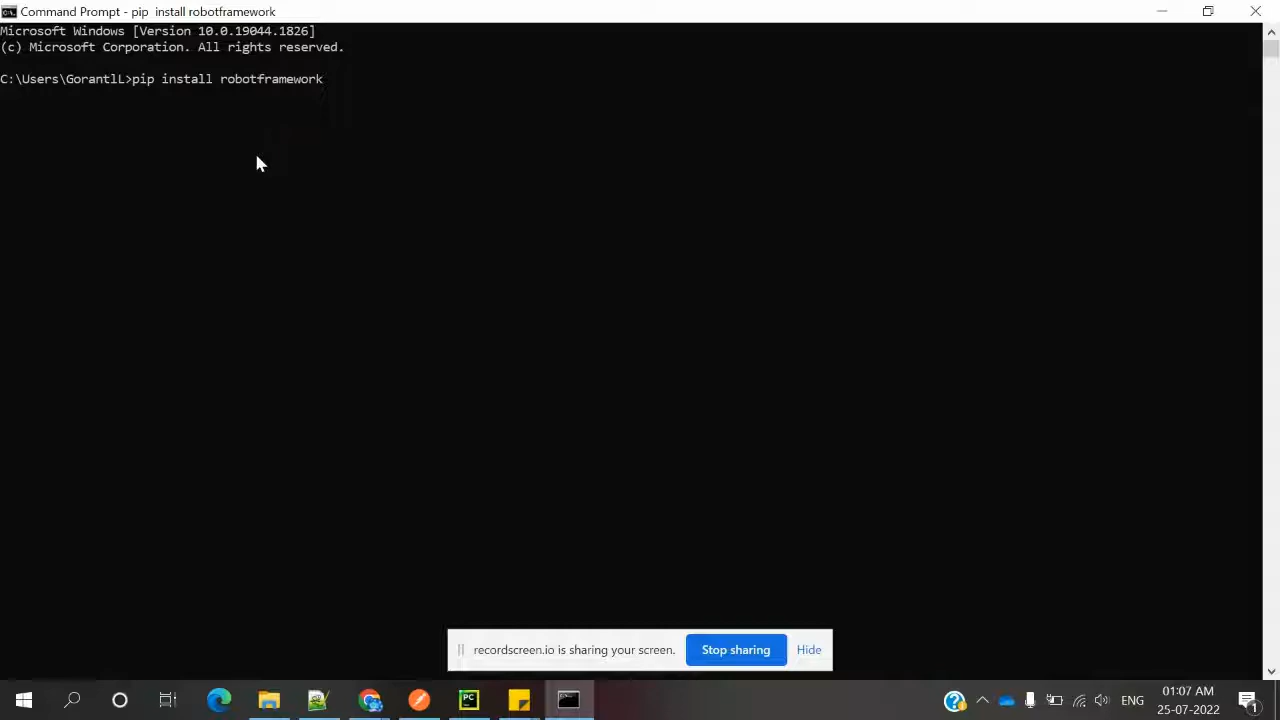 Command Prompt - pip  install robotframework
Microsoft Windows [Version 10.0.19044.1826]
(c) Microsoft Corporation. All rights reserved.
C:\Users\GorantlL>pip install robotframework
recordscreen.io is sharing your screen.
Stop sharing
Hide
PC
ENG
01:07 AM
25-07-2022
1